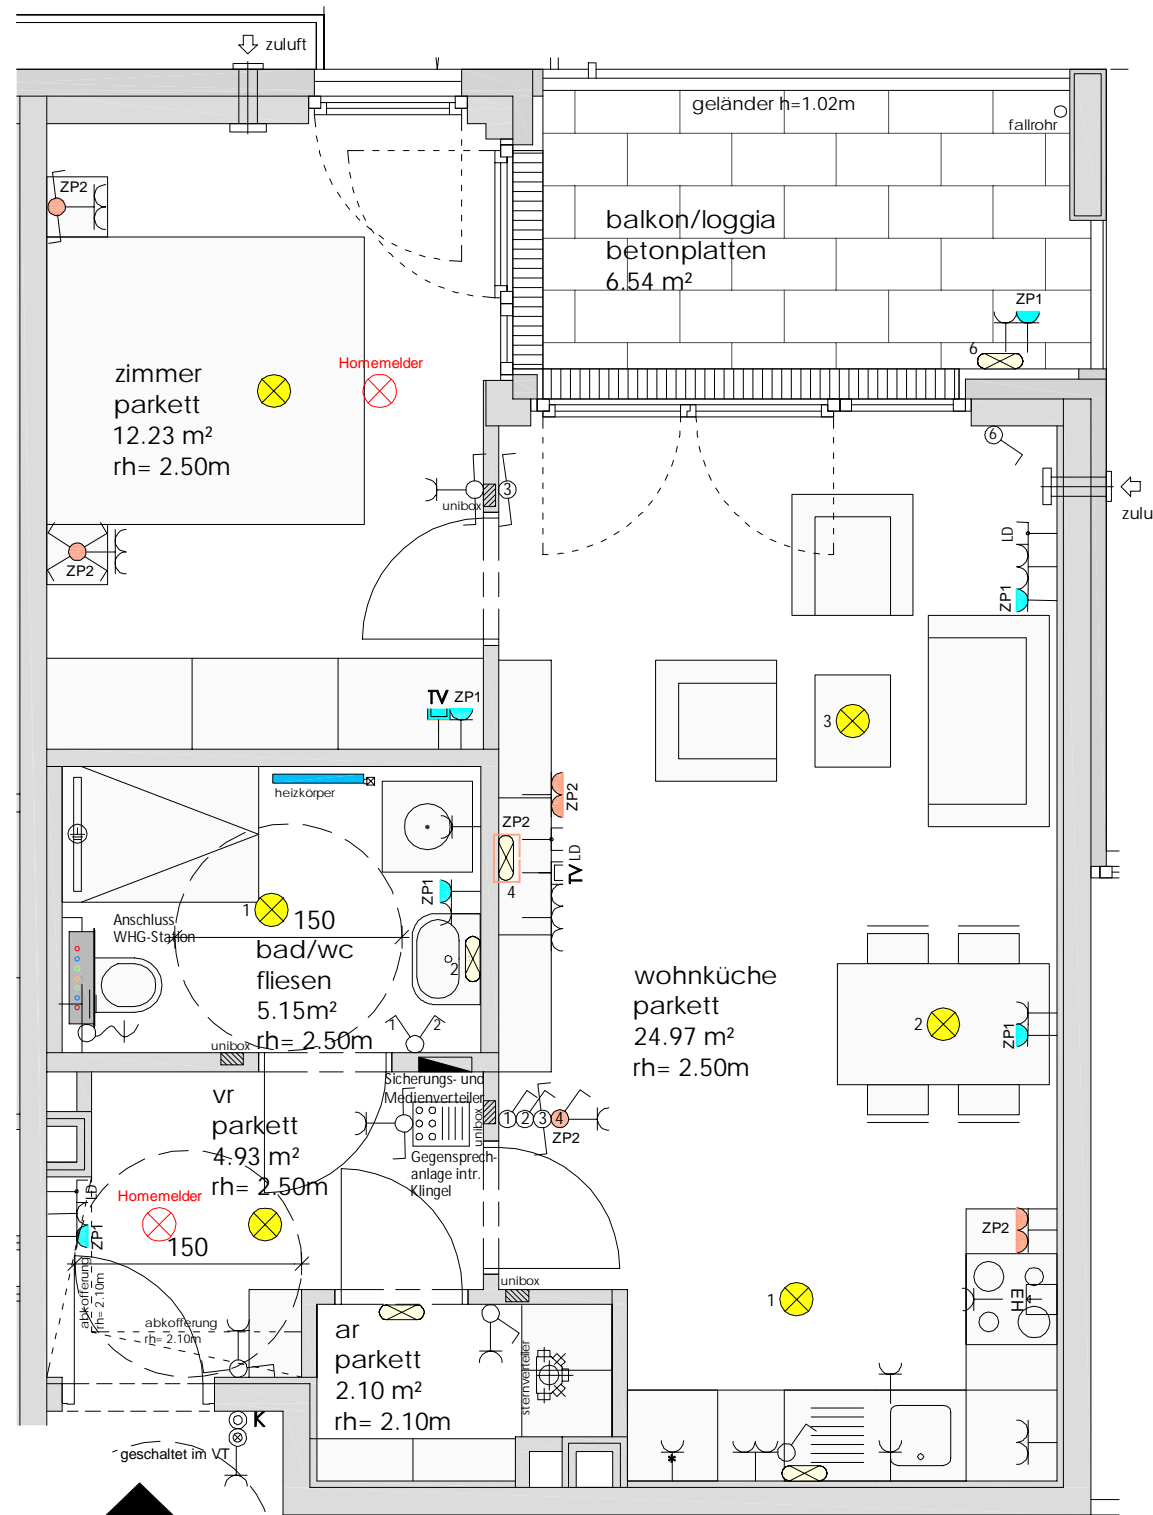 zuluft
geländer h=1.02m
fallrohr
ZP2
balkon/loggia
betonplatten
6.54 m²
ZP1
6
Homemelder
zimmer
parkett
12.23 m²
rh= 2.50m
6
3
unibox
zulu
LD
ZP2
ZP1
TV ZP1
3
heizkörper
ZP2
ZP2
LD
TV
4
ZP1
1
150
Anschluss
WHG-Station
bad/wc
fliesen
5.15m²
rh= 2.50m
2
wohnküche
parkett
24.97 m²
rh= 2.50m
2
ZP1
1 2
unibox
Sicherungs- und
Medienverteiler
vr
parkett
4.93 m²
rh= 2.50m
unibox
1 2 3 4
ZP2
Gegensprech-
anlage intr.
Klingel
LD
Homemelder
ZP1
150
ZP2
abkofferung
rh= 2.10m
unibox
EH
1
abkofferung
rh= 2.10m
ar
parkett
2.10 m²
rh= 2.10m
sternverteiler
K
geschaltet im VT
*